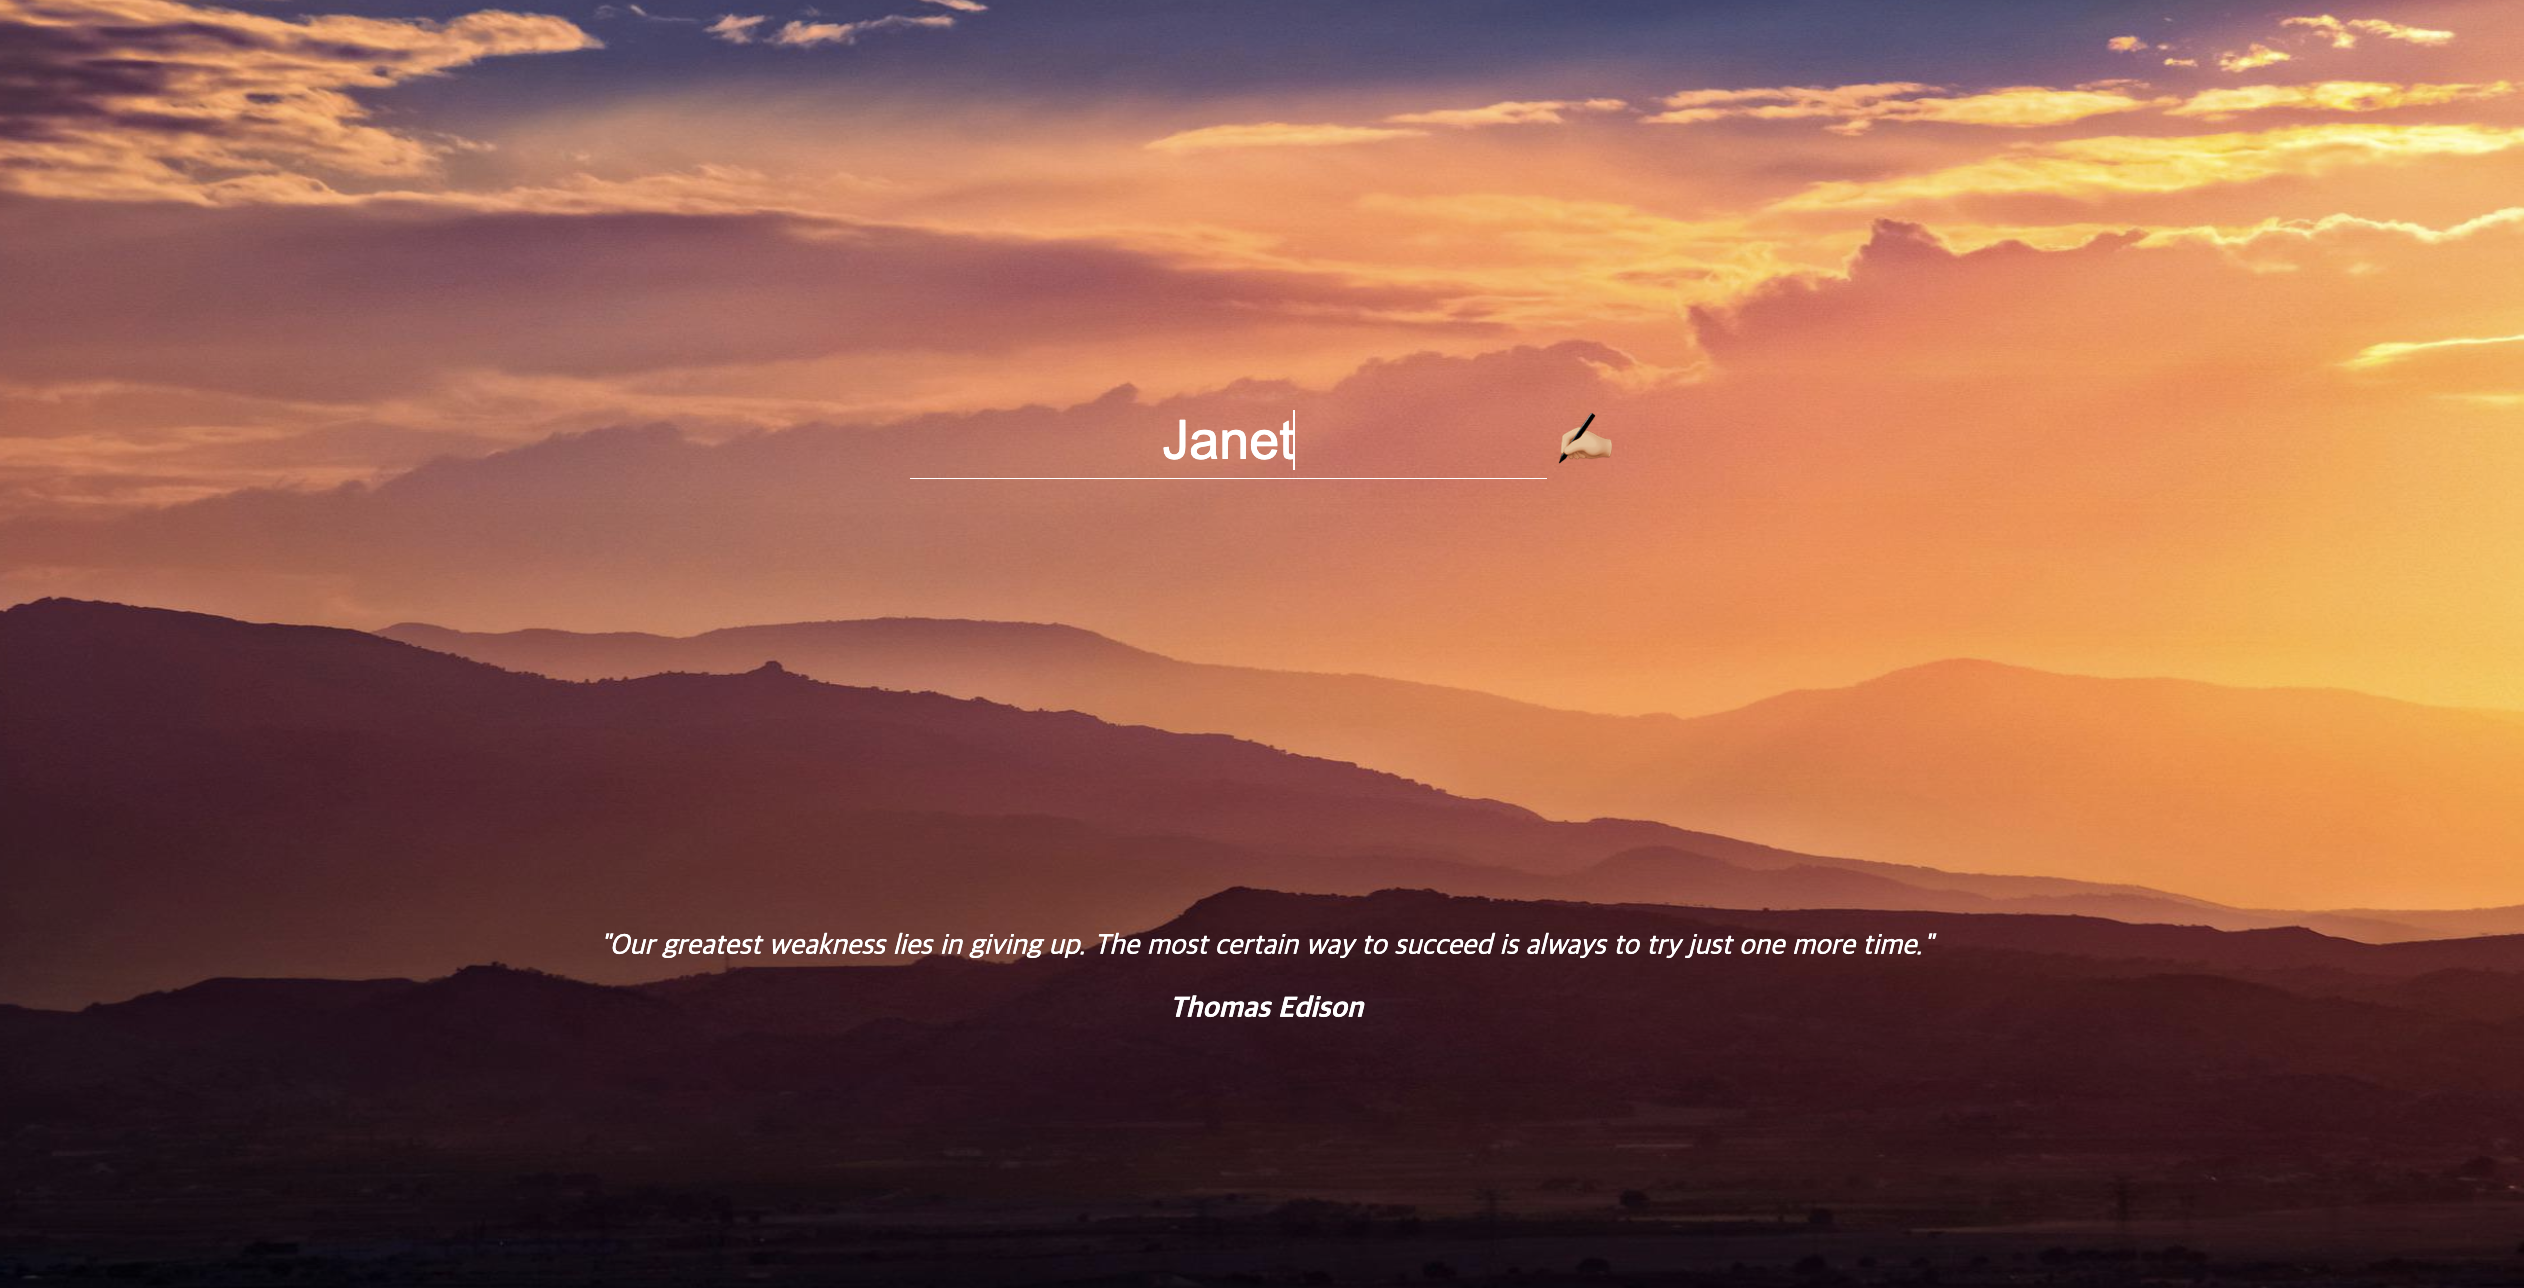 Janet
"Our greatest weakness lies in giving up. The most certain way to succeed is always to try just one more time."
Thomas Edison